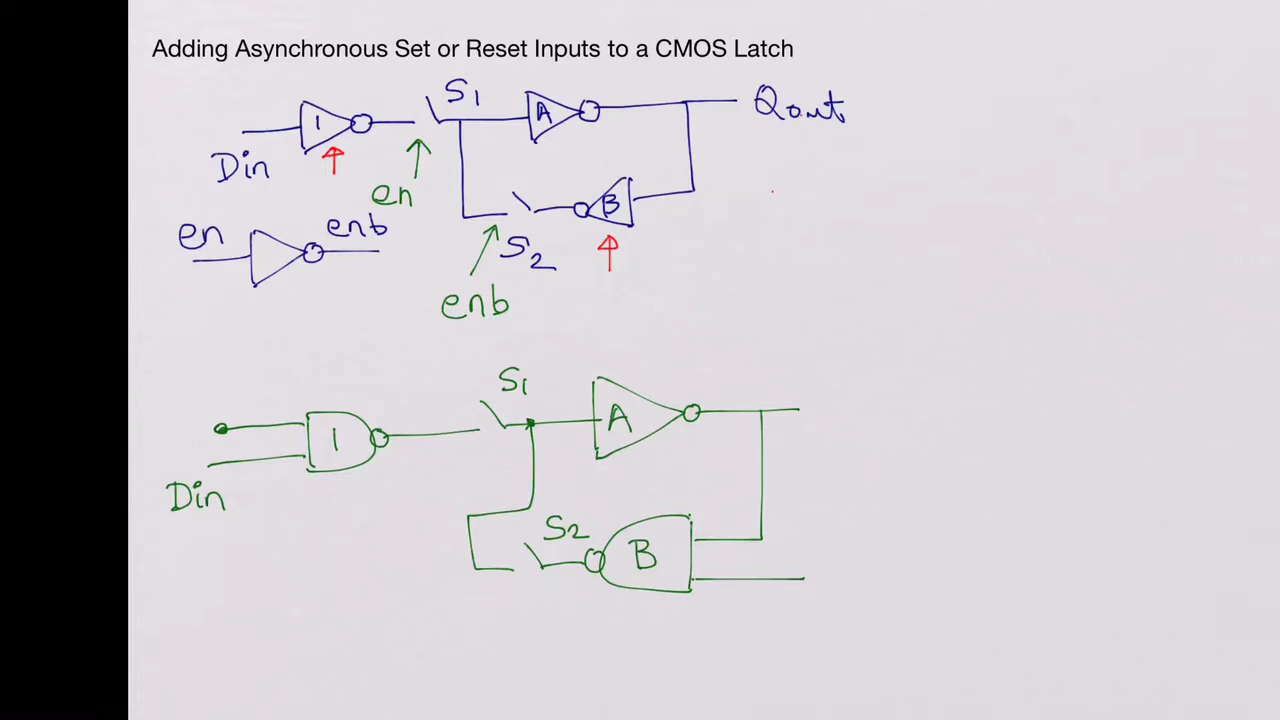 Adding Asynchronous Set or Reset Inputs to a CMOS Latch
S1
1
A
Qout
Din
en
B
en
enb
S2
enb
S1
1
A
Din
S2
B